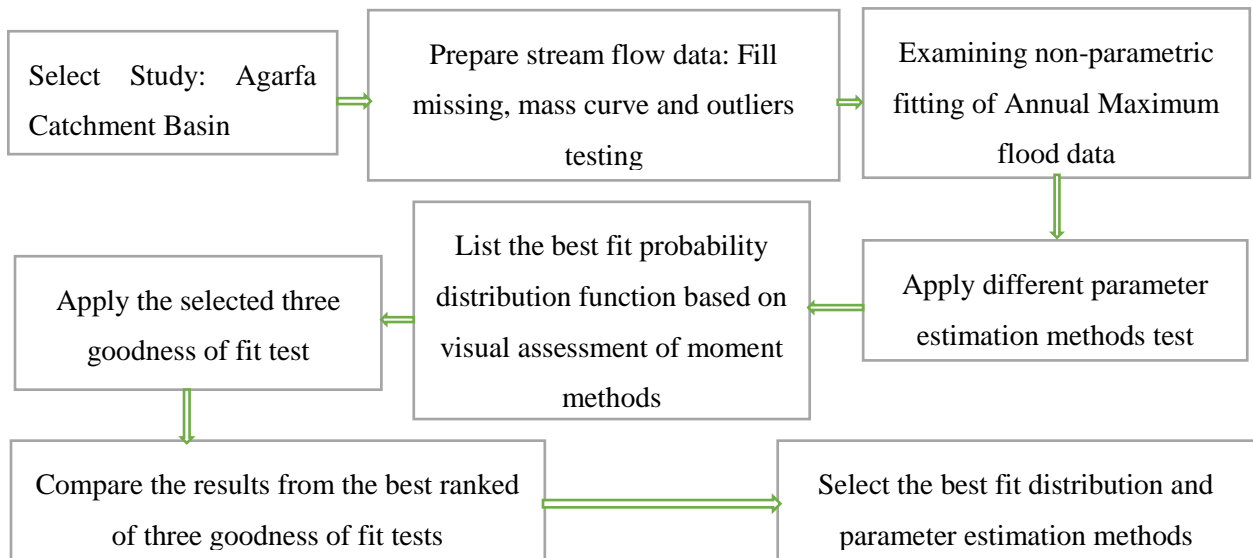 Select Study: Agarfa
Catchment Basin
Prepare stream flow data: Fill
missing, mass curve and outliers
testing
Examining non-parametric
fitting of Annual Maximum
flood data
Apply different parameter
estimation methods test
List the best fit probability
distribution function based on
visual assessment of moment
methods
Apply the selected three
goodness of fit test
Compare the results from the best ranked
of three goodness of fit tests
Select the best fit distribution and
parameter estimation methods